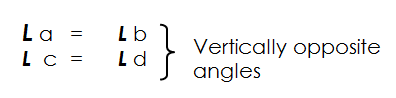 L a = L b
L c = L d
Vertically opposite
angles